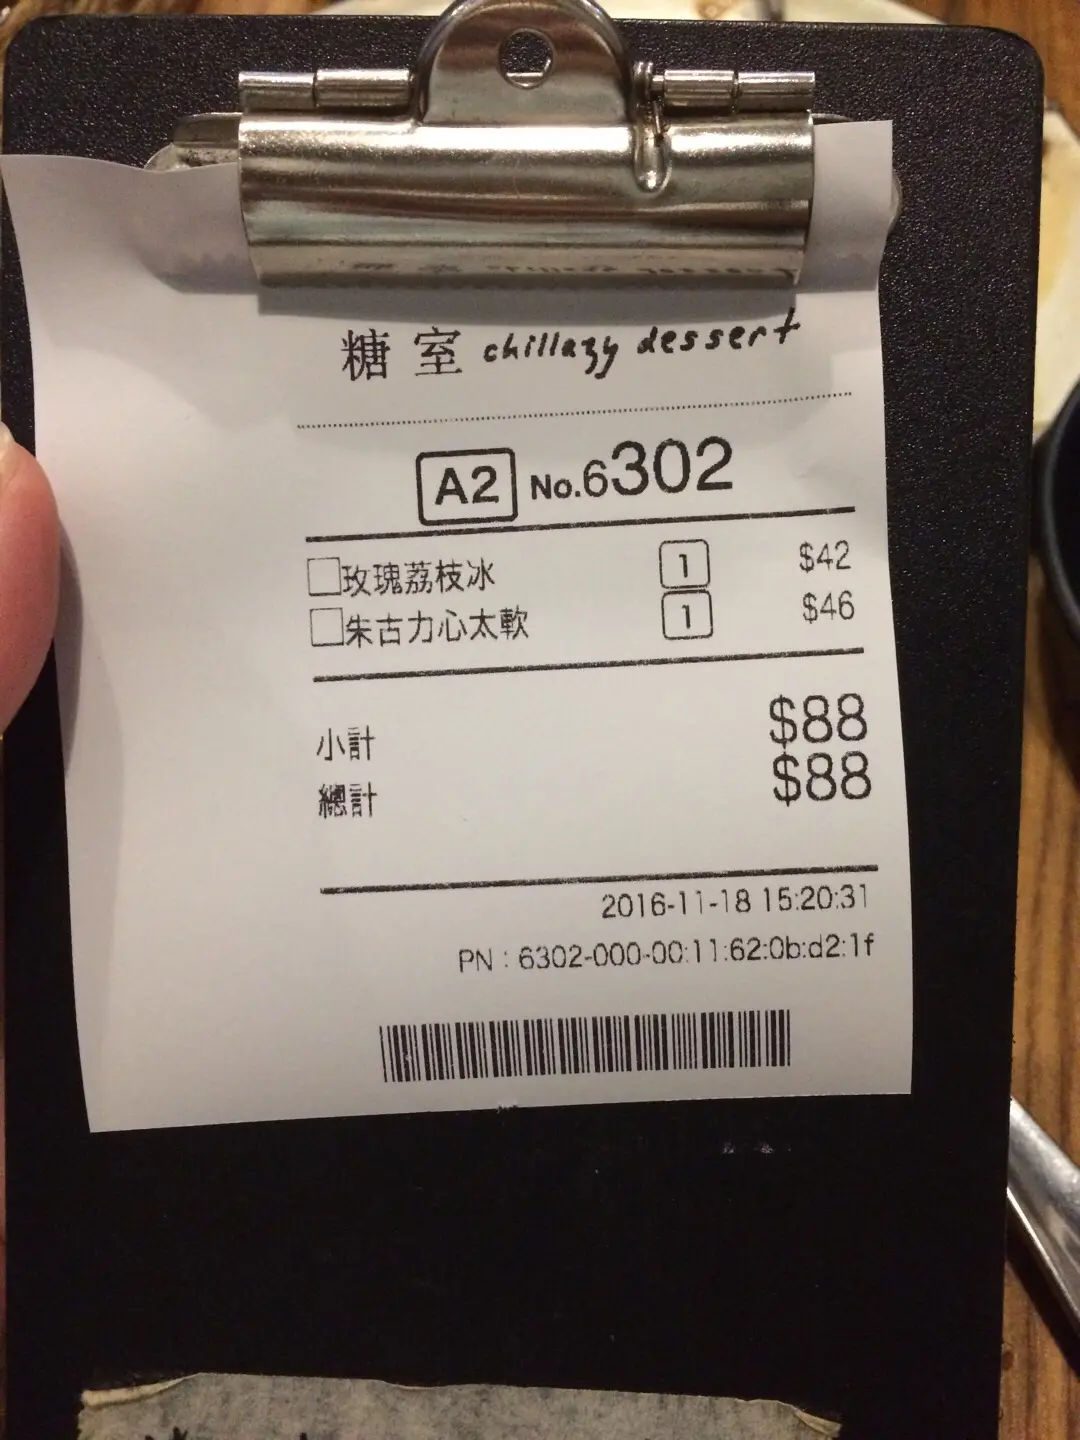 糖室 chillazy dessert
A2 No.6302
玫瑰荔枝冰 1 $42
朱古力心太軟 1 $46
小計 $88
總計 $88
2016-11-18 15:20:31
PN : 6302-000-00:11:62:0b:d2:1f